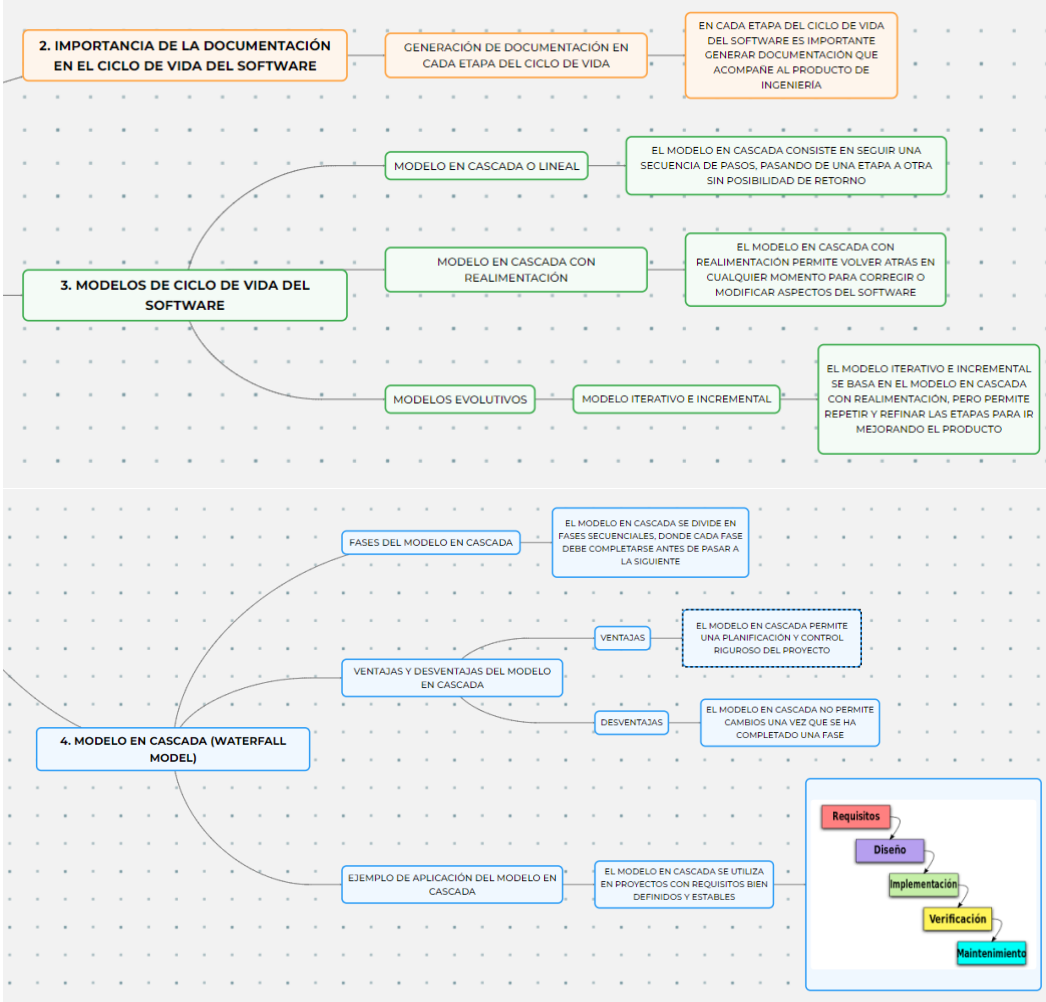 2. IMPORTANCIA DE LA DOCUMENTACIÓN
EN EL CICLO DE VIDA DEL SOFTWARE
GENERACIÓN DE DOCUMENTACIÓN EN
CADA ETAPA DEL CICLO DE VIDA
EN CADA ETAPA DEL CICLO DE VIDA
DEL SOFTWARE ES IMPORTANTE
GENERAR DOCUMENTACIÓN QUE
ACOMPAÑE AL PRODUCTO DE
INGENIERÍA
3. MODELOS DE CICLO DE VIDA DEL
SOFTWARE
MODELO EN CASCADA O LINEAL
EL MODELO EN CASCADA CONSISTE EN SEGUIR UNA
SECUENCIA DE PASOS, PASANDO DE UNA ETAPA A OTRA
SIN POSIBILIDAD DE RETORNO
MODELO EN CASCADA CON
REALIMENTACIÓN
EL MODELO EN CASCADA CON
REALIMENTACIÓN PERMITE VOLVER ATRÁS EN
CUALQUIER MOMENTO PARA CORREGIR O
MODIFICAR ASPECTOS DEL SOFTWARE
MODELOS EVOLUTIVOS
MODELO ITERATIVO E INCREMENTAL
EL MODELO ITERATIVO E INCREMENTAL
SE BASA EN EL MODELO EN CASCADA
CON REALIMENTACIÓN, PERO PERMITE
REPETIR Y REFINAR LAS ETAPAS PARA IR
MEJORANDO EL PRODUCTO
4. MODELO EN CASCADA (WATERFALL
MODEL)
FASES DEL MODELO EN CASCADA
EL MODELO EN CASCADA SE DIVIDE EN
FASES SECUENCIALES, DONDE CADA FASE
DEBE COMPLETARSE ANTES DE PASAR A
LA SIGUIENTE
VENTAJAS Y DESVENTAJAS DEL MODELO
EN CASCADA
VENTAJAS
EL MODELO EN CASCADA PERMITE
UNA PLANIFICACIÓN Y CONTROL
RIGUROSO DEL PROYECTO
DESVENTAJAS
EL MODELO EN CASCADA NO PERMITE
CAMBIOS UNA VEZ QUE SE HA
COMPLETADO UNA FASE
EJEMPLO DE APLICACIÓN DEL MODELO EN
CASCADA
EL MODELO EN CASCADA SE UTILIZA
EN PROYECTOS CON REQUISITOS BIEN
DEFINIDOS Y ESTABLES
Requisitos
Diseño
Implementación
Verificación
Mantenimiento